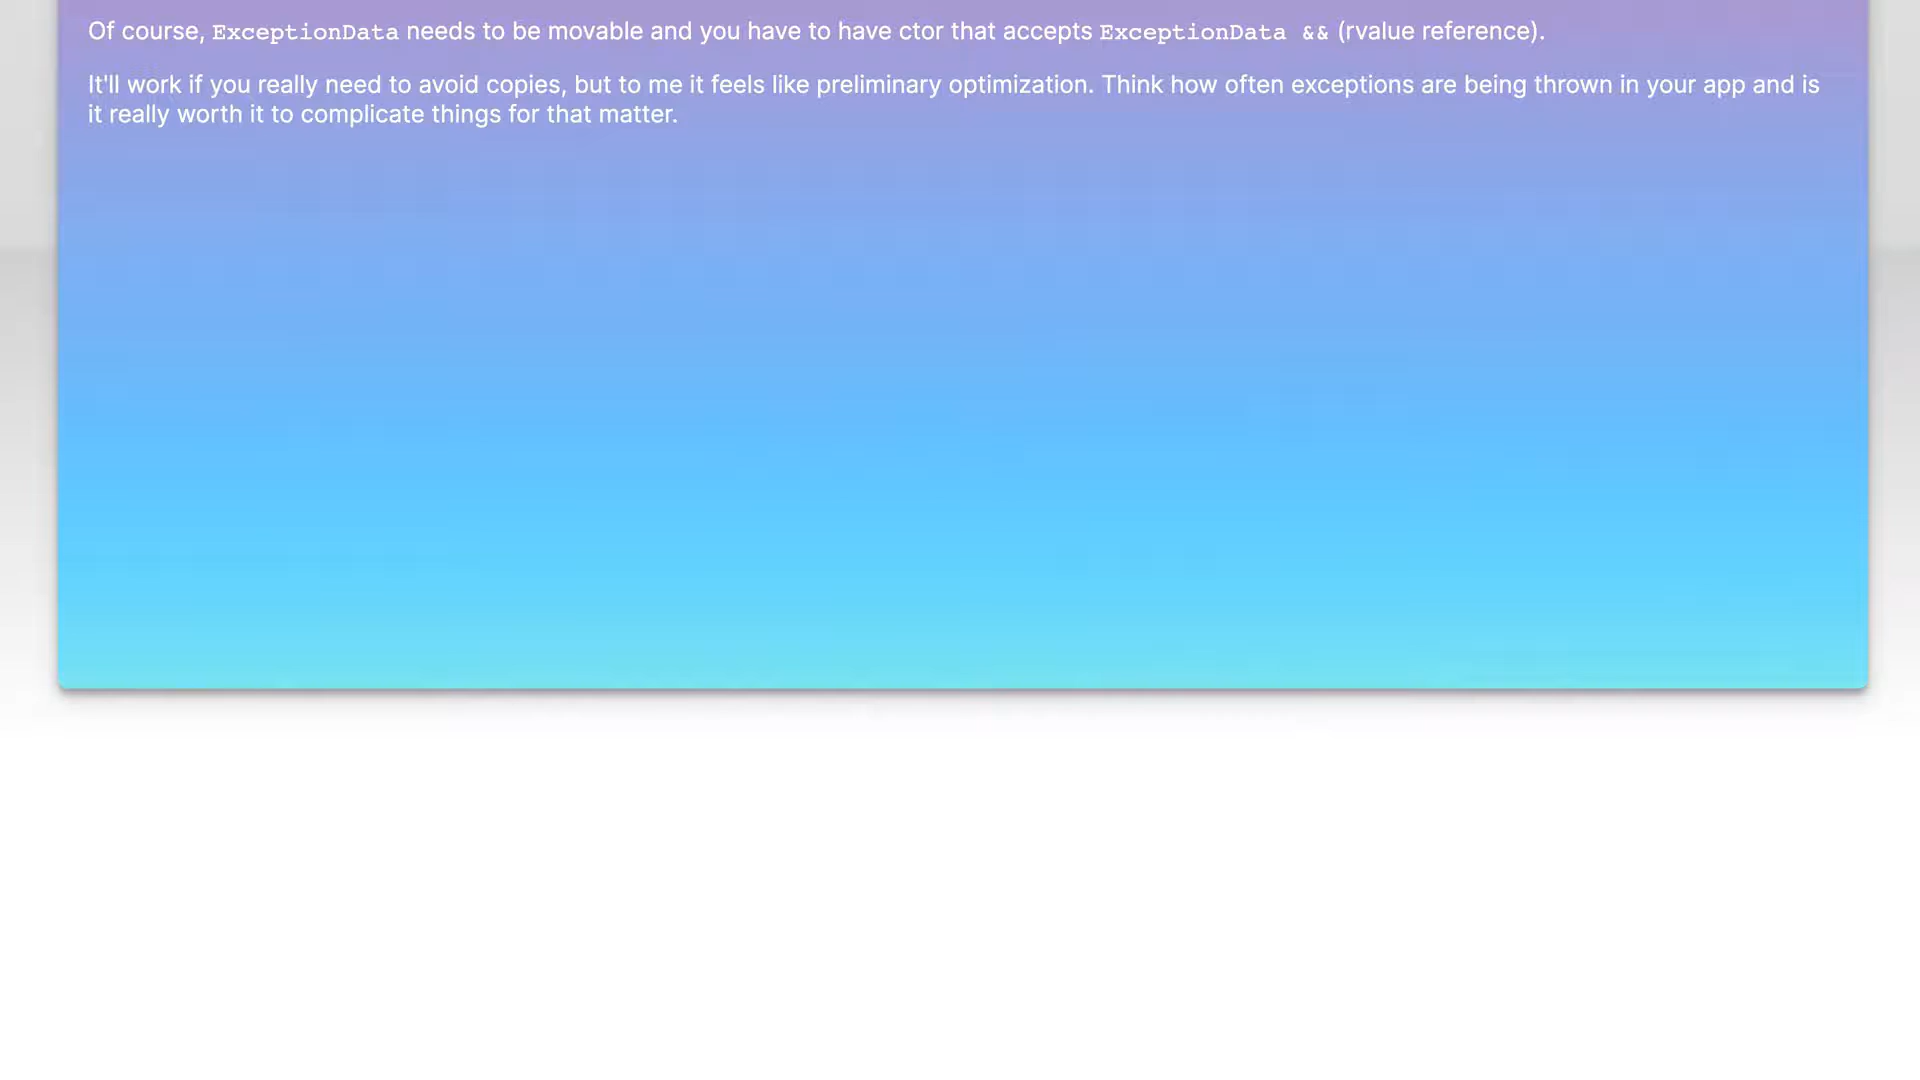 Of course, ExceptionData needs to be movable and you have to have ctor that accepts ExceptionData && (rvalue reference).
It'll work if you really need to avoid copies, but to me it feels like preliminary optimization. Think how often exceptions are being thrown in your app and is
it really worth it to complicate things for that matter.